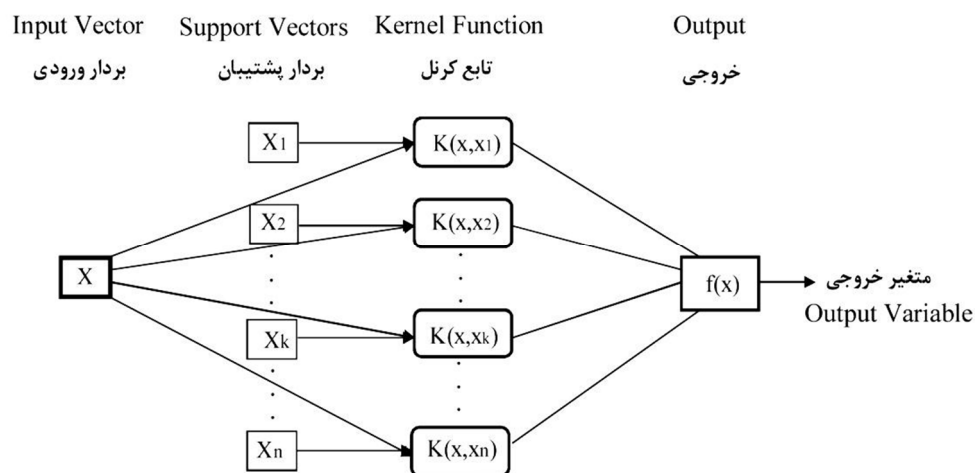 Input Vector Support Vectors Kernel Function Output
بردار ورودی بردار پشتیبان تابع کرنل خروجی
X1 K(x,x1)
X2 K(x,x2)
X f(x) متغیر خروجی
Output Variable
Xk K(x,xk)
Xn K(x,xn)